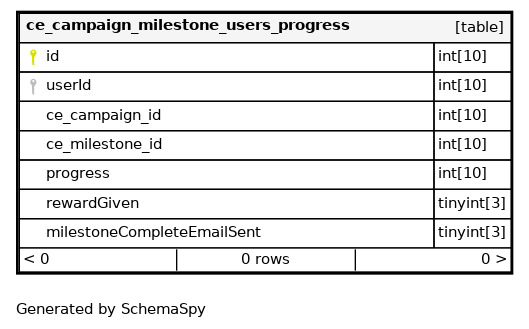 ce_campaign_milestone_users_progress [table]
id int[10]
userId int[10]
ce_campaign_id int[10]
ce_milestone_id int[10]
progress int[10]
rewardGiven tinyint[3]
milestoneCompleteEmailSent tinyint[3]
< 0 0 rows 0 >
Generated by SchemaSpy